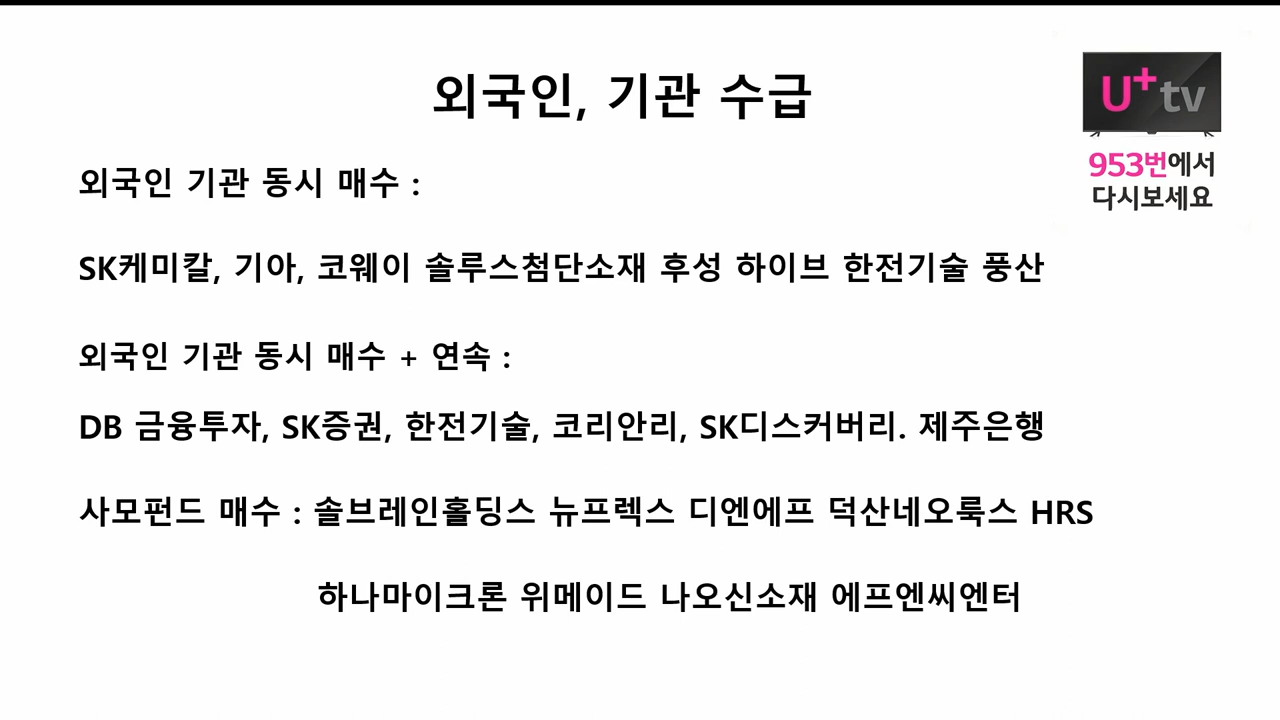 외국인, 기관 수급
U+ tv
953번에서
다시보세요
외국인 기관 동시 매수 :
SK케미칼, 기아, 코웨이 솔루스첨단소재 후성 하이브 한전기술 풍산
외국인 기관 동시 매수 + 연속 :
DB 금융투자, SK증권, 한전기술, 코리안리, SK디스커버리. 제주은행
사모펀드 매수 : 솔브레인홀딩스 뉴프렉스 디엔에프 덕산네오룩스 HRS
하나마이크론 위메이드 나오신소재 에프엔씨엔터